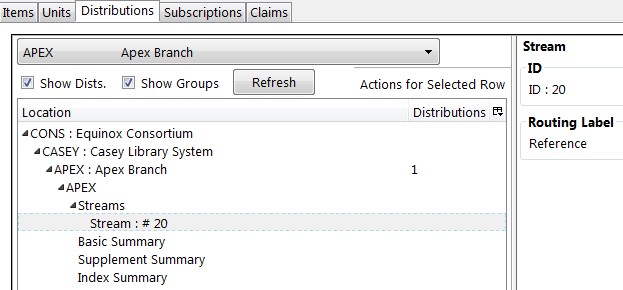 Items Units Distributions Subscriptions Claims
APEX Apex Branch
Show Dists. Show Groups Refresh Actions for Selected Row
Location Distributions
CONS : Equinox Consortium
CASEY : Casey Library System
APEX : Apex Branch 1
APEX
Streams
Stream : # 20
Basic Summary
Supplement Summary
Index Summary
Stream
ID
ID : 20
Routing Label
Reference